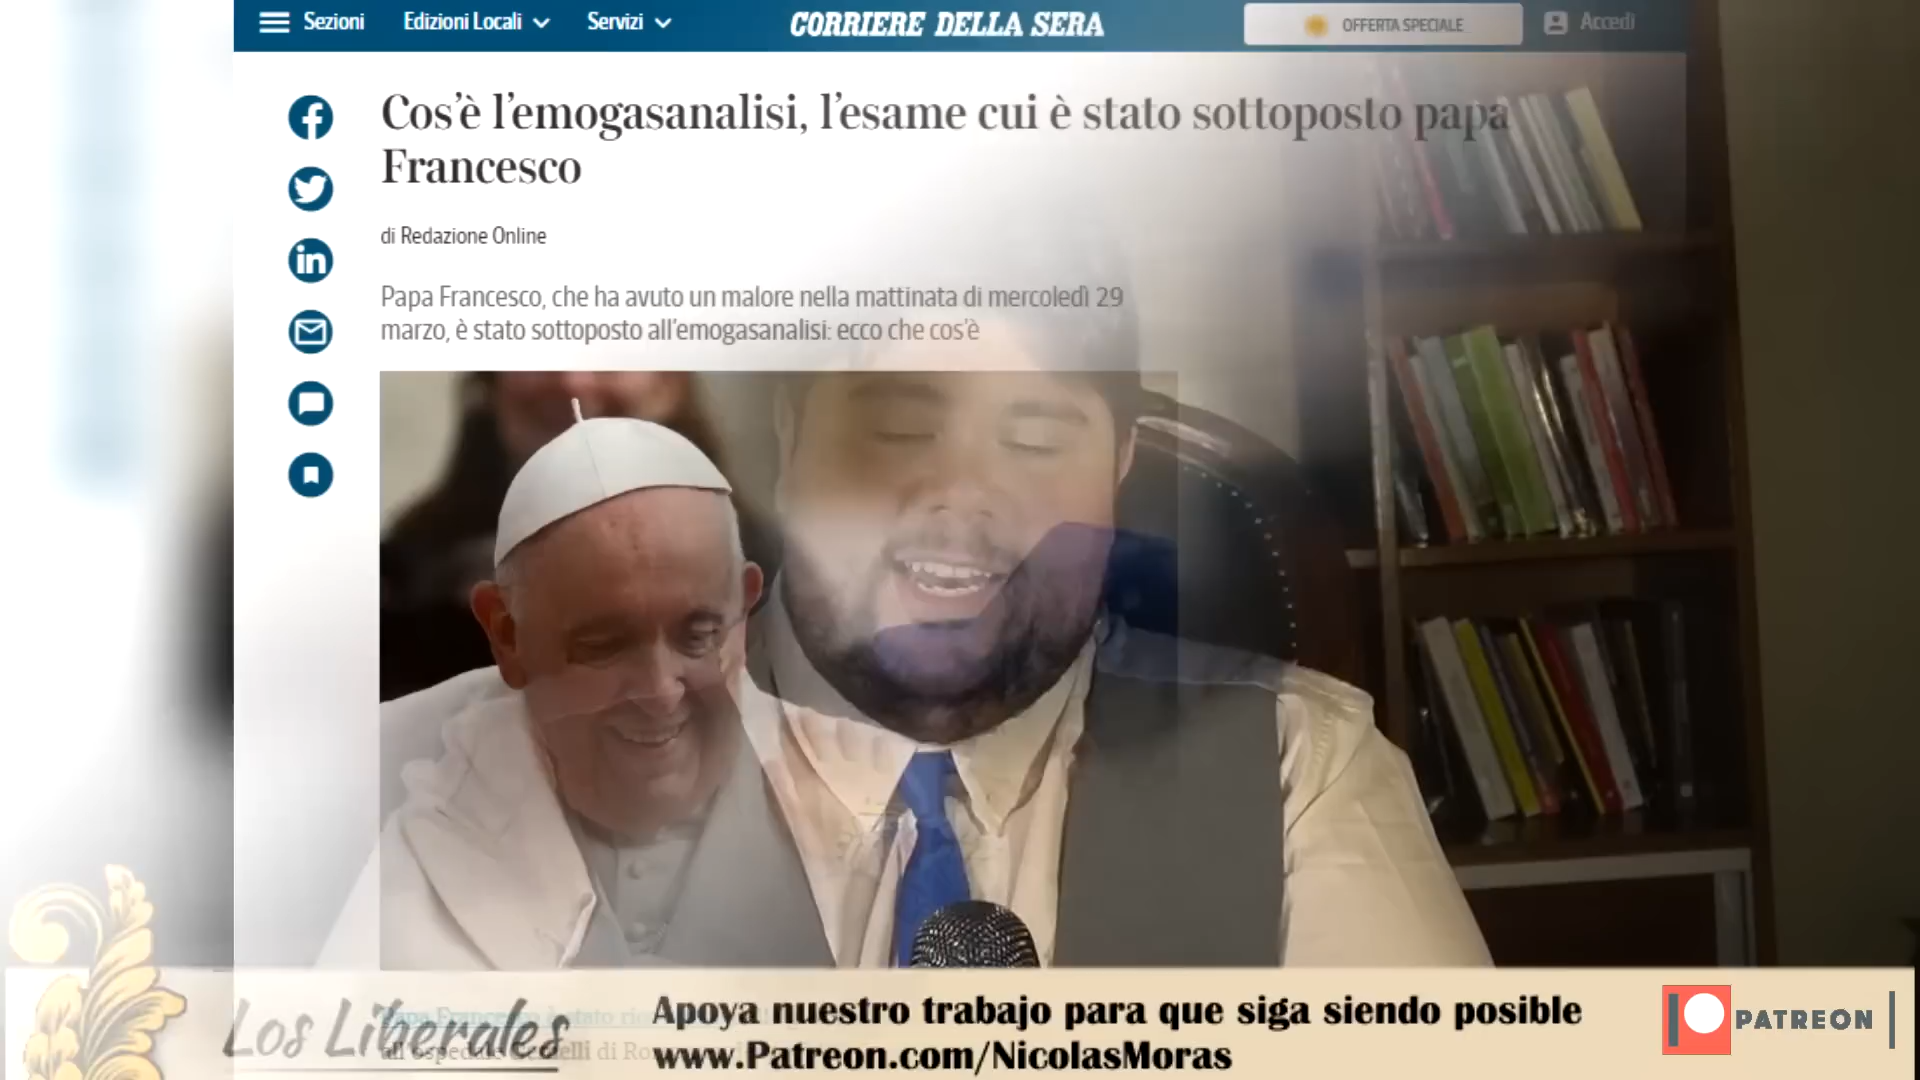 Sezioni
Edizioni Locali
Servizi
CORRIERE DELLA SERA
OFFERTA SPECIALE
Accedi
Cos'è l'emogasanalisi, l'esame cui è stato sottoposto papa
Francesco
di Redazione Online
Papa Francesco, che ha avuto un malore nella mattinata di mercoledì 29
marzo, è stato sottoposto all'emogasanalisi: ecco che cos'è
Los Liberales
Apoya nuestro trabajo para que siga siendo posible
www.Patreon.com/NicolasMoras
PATREON